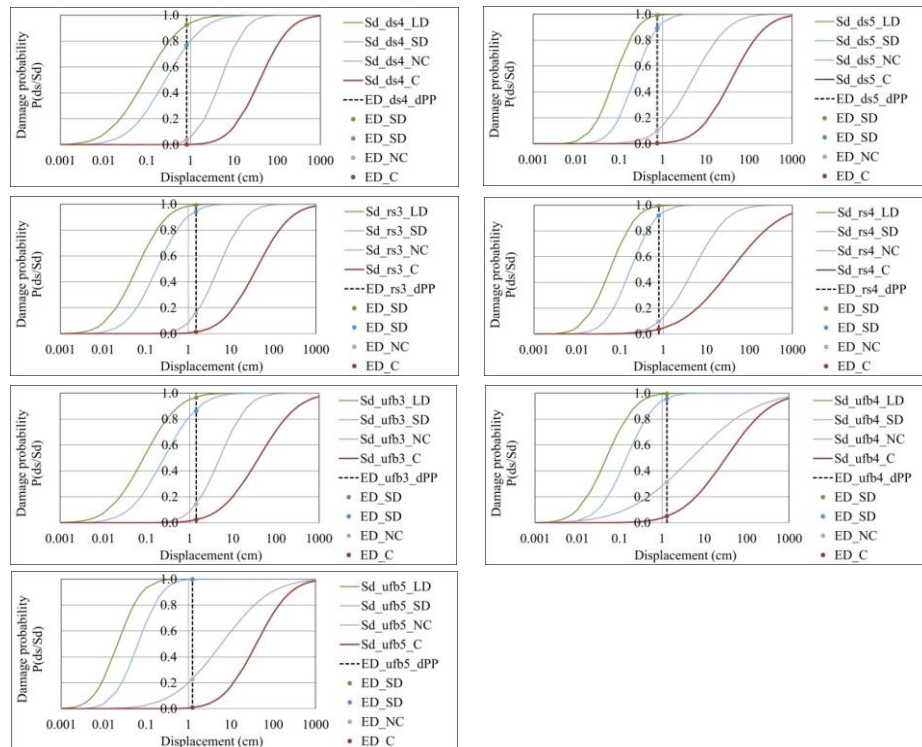 Damage probability
P(ds/Sd)
1.0
0.8
0.6
0.4
0.2
0.0
0.001 0.01 0.1 1 10 100 1000
Displacement (cm)
Sd_ds4_LD
Sd_ds4_SD
Sd_ds4_NC
Sd_ds4_C
ED_ds4_dPP
ED_SD
ED_SD
ED_NC
ED_C
Damage probability
P(ds/Sd)
1.0
0.8
0.6
0.4
0.2
0.0
0.001 0.01 0.1 1 10 100 1000
Displacement (cm)
Sd_ds5_LD
Sd_ds5_SD
Sd_ds5_NC
Sd_ds5_C
ED_ds5_dPP
ED_SD
ED_SD
ED_NC
ED_C
Damage probability
P(ds/Sd)
1.0
0.8
0.6
0.4
0.2
0.0
0.001 0.01 0.1 1 10 100 1000
Displacement (cm)
Sd_rs3_LD
Sd_rs3_SD
Sd_rs3_NC
Sd_rs3_C
ED_rs3_dPP
ED_SD
ED_SD
ED_NC
ED_C
Damage probability
P(ds/Sd)
1.0
0.8
0.6
0.4
0.2
0.0
0.001 0.01 0.1 1 10 100 1000
Displacement (cm)
Sd_rs4_LD
Sd_rs4_SD
Sd_rs4_NC
Sd_rs4_C
ED_rs4_dPP
ED_SD
ED_SD
ED_NC
ED_C
Damage probability
P(ds/Sd)
1.0
0.8
0.6
0.4
0.2
0.0
0.001 0.01 0.1 1 10 100 1000
Displacement (cm)
Sd_ufb3_LD
Sd_ufb3_SD
Sd_ufb3_NC
Sd_ufb3_C
ED_ufb3_dPP
ED_SD
ED_SD
ED_NC
ED_C
Damage probability
P(ds/Sd)
1.0
0.8
0.6
0.4
0.2
0.0
0.001 0.01 0.1 1 10 100 1000
Displacement (cm)
Sd_ufb4_LD
Sd_ufb4_SD
Sd_ufb4_NC
Sd_ufb4_C
ED_ufb4_dPP
ED_SD
ED_SD
ED_NC
ED_C
Damage probability
P(ds/Sd)
1.0
0.8
0.6
0.4
0.2
0.0
0.001 0.01 0.1 1 10 100 1000
Displacement (cm)
Sd_ufb5_LD
Sd_ufb5_SD
Sd_ufb5_NC
Sd_ufb5_C
ED_ufb5_dPP
ED_SD
ED_SD
ED_NC
ED_C